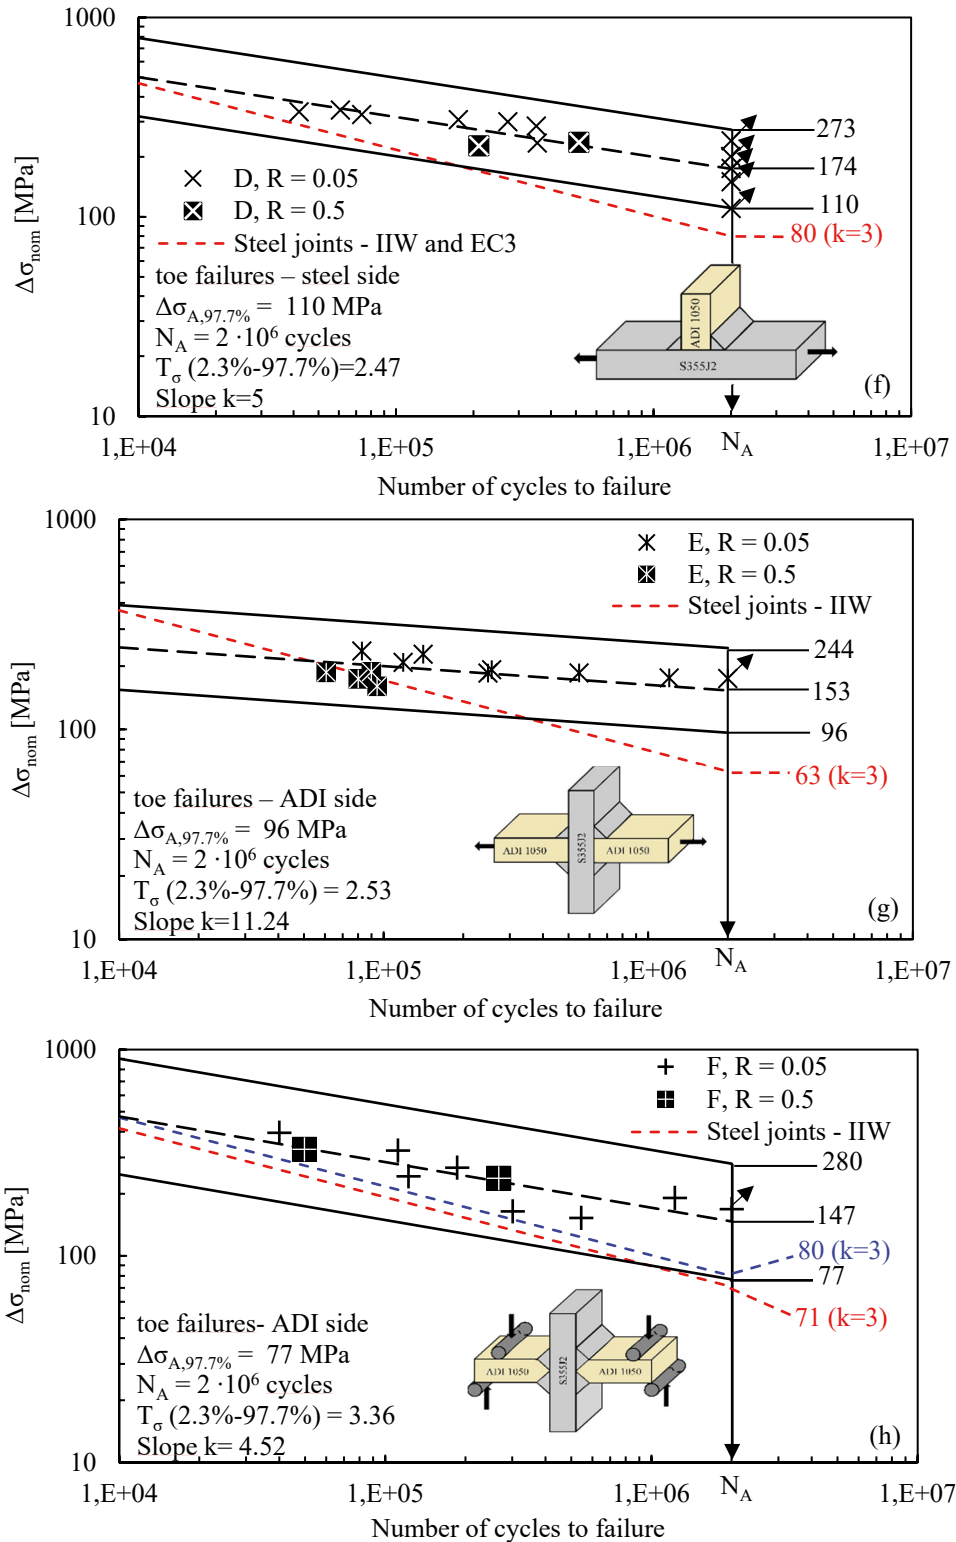 1000
100
10
Δσnom [MPa]
D, R = 0.05
D, R = 0.5
Steel joints - IIW and EC3
toe failures – steel side
ΔσA,97.7% = 110 MPa
NA = 2 ·10⁶ cycles
Tσ (2.3%-97.7%)=2.47
Slope k=5
273
174
110
80 (k=3)
ADI 1050
S355J2
(f)
1,E+04
1,E+05
1,E+06
NA
1,E+07
Number of cycles to failure
1000
100
10
Δσnom [MPa]
E, R = 0.05
E, R = 0.5
Steel joints - IIW
244
153
96
63 (k=3)
toe failures – ADI side
ΔσA,97.7% = 96 MPa
NA = 2 ·10⁶ cycles
Tσ (2.3%-97.7%) = 2.53
Slope k=11.24
ADI 1050
S355J2
ADI 1050
(g)
1,E+04
1,E+05
1,E+06
NA
1,E+07
Number of cycles to failure
1000
100
10
Δσnom [MPa]
F, R = 0.05
F, R = 0.5
Steel joints - IIW
280
147
80 (k=3)
77
71 (k=3)
toe failures- ADI side
ΔσA,97.7% = 77 MPa
NA = 2 ·10⁶ cycles
Tσ (2.3%-97.7%) = 3.36
Slope k= 4.52
ADI 1050
S355J2
ADI 1050
(h)
1,E+04
1,E+05
1,E+06
NA
1,E+07
Number of cycles to failure